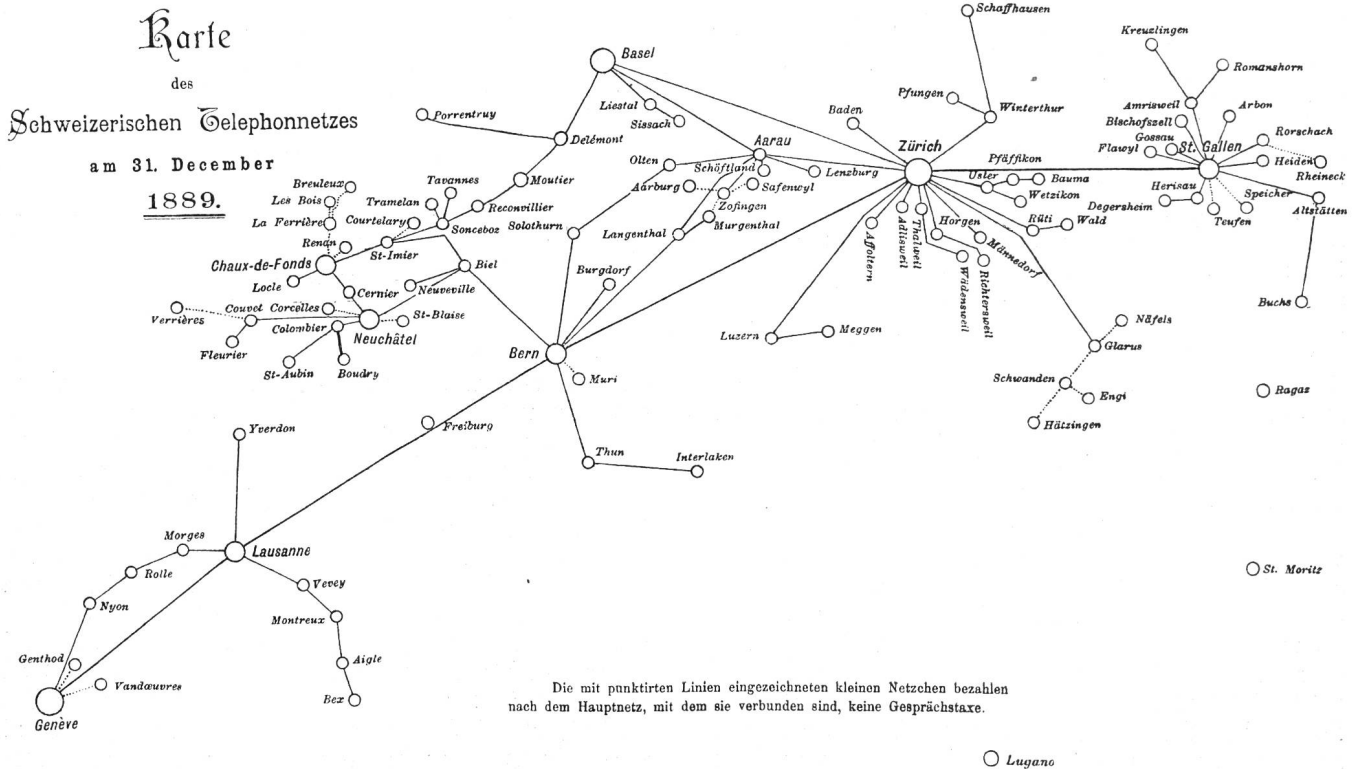 Karte
des
Schweizerischen Telephonnetzes
am 31. December
1889.
Schaffhausen
Kreuzlingen
Basel
Romanshorn
Pfungen
Liestal
Porrentruy
Baden
Winterthur
Amrisweil
Arbon
Sissach
Bischofszell
Delémont
Aarau
Zürich
Gossau
Rorschach
St. Gallen
Flawyl
Olten
Schöftland
Lenzburg
Pfäffikon
Heiden
Rheineck
Uster
Bauma
Moutier
Breuleux
Tavannes
Aarburg
Safenwyl
Herisau
Speicher
Wetzikon
Les Bois
Tramelan
Zofingen
Degersheim
Altstätten
Reconvillier
Teufen
La Ferrière
Courtelary
Sonceboz
Solothurn
Langenthal
Murgenthal
Affoltern
Adlisweil
Thalweil
Horgen
Rüti
Wald
Renan
St-Imier
Männedorf
Chaux-de-Fonds
Biel
Wädensweil
Richtersweil
Burgdorf
Locle
Cernier
Neuveville
Buchs
Verrières
Couvet
Corcelles
St-Blaise
Näfels
Colombier
Neuchâtel
Luzern
Meggen
Fleurier
Glarus
Bern
St-Aubin
Boudry
Muri
Schwanden
Engi
Ragaz
Freiburg
Hätzingen
Yverdon
Thun
Interlaken
Morges
Lausanne
Rolle
St. Moritz
Vevey
Nyon
Montreux
Genthod
Aigle
Vandœuvres
Bex
Genève
Die mit punktirten Linien eingezeichneten kleinen Netzchen bezahlen
nach dem Hauptnetz, mit dem sie verbunden sind, keine Gesprächstaxe.
Lugano